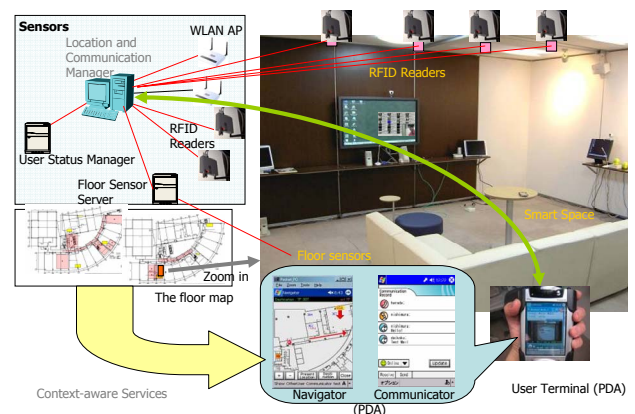 Sensors
Location and
Communication
Manager
WLAN AP
RFID Readers
RFID
Readers
User Status Manager
Floor Sensor
Server
Smart Space
Floor sensors
Zoom in
The floor map
Navigator
Communication
Record
Online
Update
Close
Navigator
Communicator
(PDA)
User Terminal (PDA)
Context-aware Services